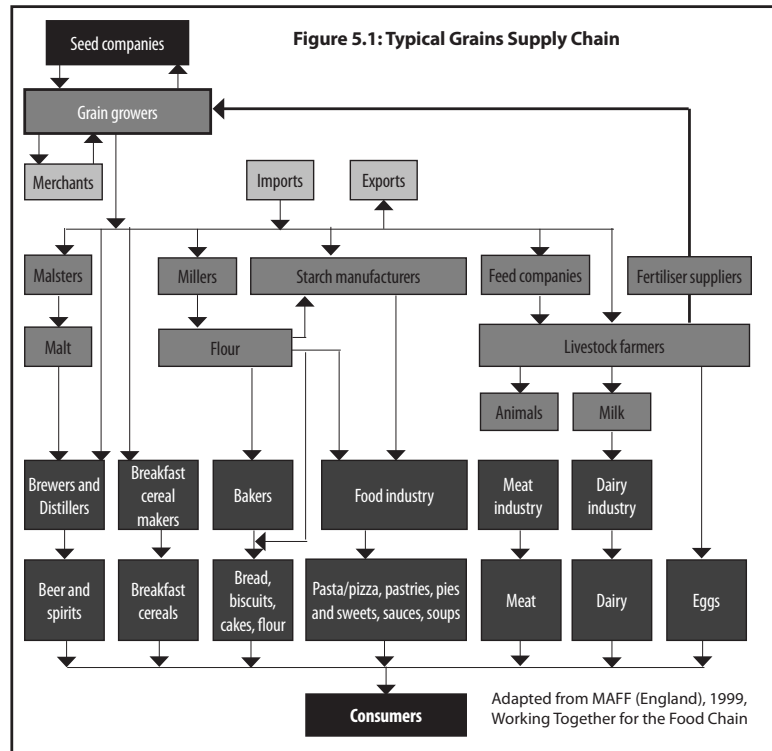 Figure 5.1: Typical Grains Supply Chain
Seed companies
Grain growers
Merchants
Imports
Exports
Malsters
Millers
Starch manufacturers
Feed companies
Fertiliser suppliers
Malt
Flour
Livestock farmers
Animals
Milk
Brewers and
Distillers
Breakfast
cereal
makers
Bakers
Food industry
Meat
industry
Dairy
industry
Beer and
spirits
Breakfast
cereals
Bread,
biscuits,
cakes, flour
Pasta/pizza, pastries, pies
and sweets, sauces, soups
Meat
Dairy
Eggs
Consumers
Adapted from MAFF (England), 1999,
Working Together for the Food Chain